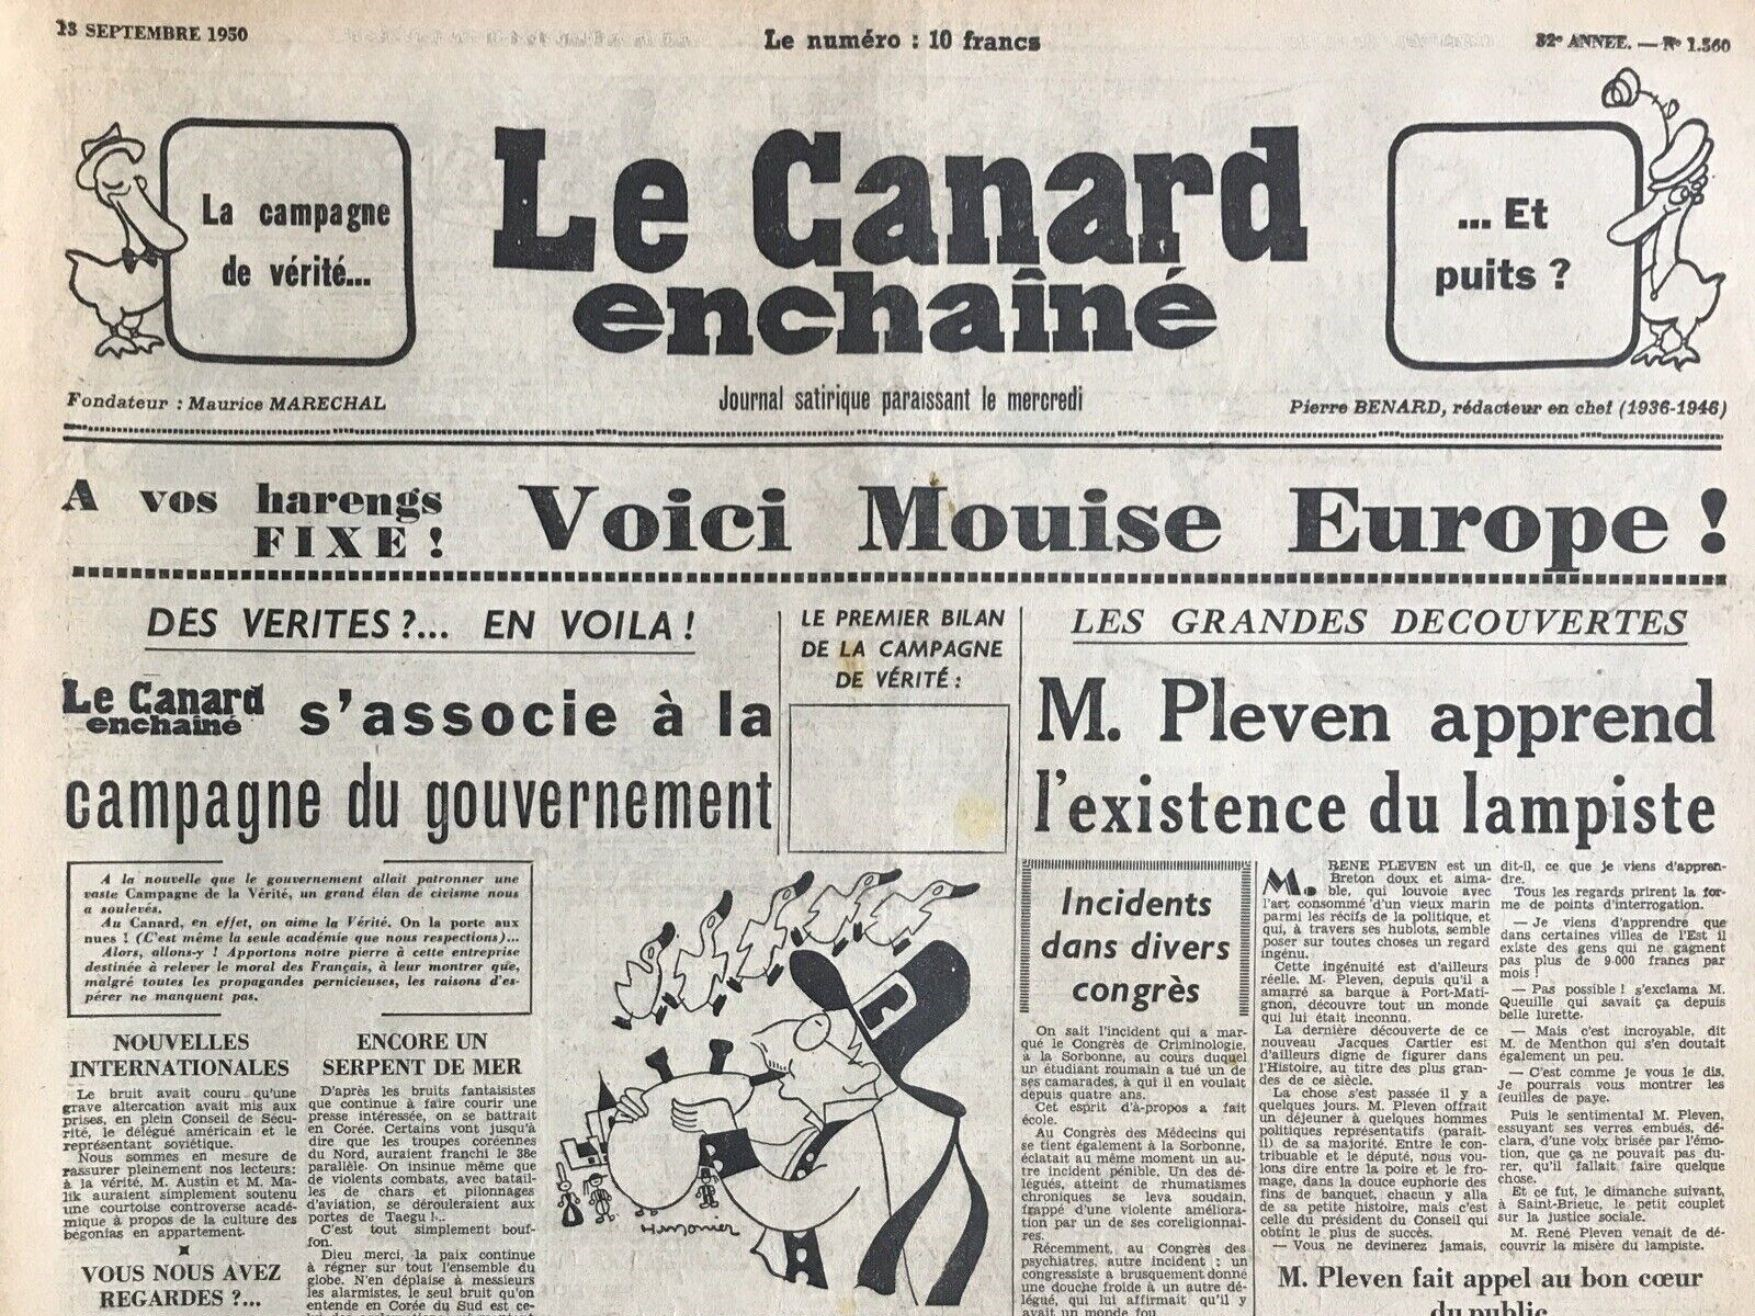 13 SEPTEMBRE 1950
Le numéro : 10 francs
32e ANNEE. — N° 1.560
La campagne
de vérité...
Le Canard
enchaîné
... Et
puits ?
Fondateur : Maurice MARECHAL
Journal satirique paraissant le mercredi
Pierre BENARD, rédacteur en chef (1936-1946)
A vos harengs
FIXE !
Voici Mouise Europe !
DES VERITES ?... EN VOILA !
Le Canard
enchaîné
s'associe à la
campagne du gouvernement
A la nouvelle que le gouvernement allait patronner une
vaste Campagne de la Vérité, un grand élan de civisme nous
a soulevés.
Au Canard, en effet, on aime la Vérité. On la porte aux
nues ! (C'est même la seule académie que nous respections)...
Alors, allons-y ! Apportons notre pierre à cette entreprise
destinée à relever le moral des Français, à leur montrer que,
malgré toutes les propagandes pernicieuses, les raisons d'es-
pérer ne manquent pas.
NOUVELLES
INTERNATIONALES
Le bruit avait couru qu'une
grave altercation avait mis aux
prises, en plein Conseil de Sécu-
rité, le délégué américain et le
représentant soviétique.
Nous sommes en mesure de
rassurer pleinement nos lecteurs:
à la vérité, M. Austin et M. Ma-
lik auraient simplement soutenu
une courtoise controverse acadé-
mique à propos de la culture des
bégonias en appartement.
VOUS NOUS AVEZ
REGARDES ?...
ENCORE UN
SERPENT DE MER
D'après les bruits fantaisistes
que continue à faire courir une
presse intéressée, on se battrait
en Corée. Certains vont jusqu'à
dire que les troupes coréennes
du Nord, auraient franchi le 38e
parallèle. On insinue même que
de violents combats, avec batail-
les de chars et pilonnages
d'aviation, se dérouleraient aux
portes de Taegu !..
C'est tout simplement bouf-
fon.
Dieu merci, la paix continue
à régner sur tout l'ensemble du
globe. N'en déplaise à messieurs
les alarmistes, le seul bruit qu'on
entende en Corée du Sud est ce-
LE PREMIER BILAN
DE LA CAMPAGNE
DE VÉRITÉ :
H. Monier
LES GRANDES DECOUVERTES
M. Pleven apprend
l'existence du lampiste
Incidents
dans divers
congrès
On sait l'incident qui a mar-
qué le Congrès de Criminologie,
à la Sorbonne, au cours duquel
un étudiant roumain a tué un de
ses camarades, à qui il en voulait
depuis quatre ans.
Cet esprit d'à-propos a fait
école.
Au Congrès des Médecins qui
se tient également à la Sorbonne,
éclatait au même moment un au-
tre incident pénible. Un des dé-
légués, atteint de rhumatismes
chroniques se leva soudain,
frappé d'une violente améliora-
tion par un de ses coreligionnai-
res.
Récemment, au Congrès des
psychiatres, autre incident : un
congressiste a brusquement donné
une douche froide à un autre dé-
légué, qui lui affirmait qu'il y
avait un monde fou
M. RENE PLEVEN est un
Breton doux et aima-
ble, qui louvoie avec
l'art consommé d'un vieux marin
parmi les récifs de la politique, et
qui, à travers ses hublots, semble
poser sur toutes choses un regard
ingénu.
Cette ingénuité est d'ailleurs
réelle. M. Pleven, depuis qu'il a
amarré sa barque à Port-Mati-
gnon, découvre tout un monde
qui lui était inconnu.
La dernière découverte de ce
nouveau Jacques Cartier est
d'ailleurs digne de figurer dans
l'Histoire, au titre des plus gran-
des de ce siècle.
La chose s'est passée il y a
quelques jours. M. Pleven offrait
un déjeuner à quelques hommes
politiques représentatifs (paraît-
il) de sa majorité. Entre le con-
tribuable et le député, nous vou-
lons dire entre la poire et le fro-
mage, dans la douce euphorie des
fins de banquet, chacun y alla
de sa petite histoire, mais c'est
celle du président du Conseil qui
obtint le plus de succès.
— Vous ne devinerez jamais,
dit-il, ce que je viens d'appren-
dre.
Tous les regards prirent la for-
me de points d'interrogation.
— Je viens d'apprendre que
dans certaines villes de l'Est il
existe des gens qui ne gagnent
pas plus de 9.000 francs par
mois !
— Pas possible ! s'exclama M.
Queuille qui savait ça depuis
belle lurette.
— Mais c'est incroyable, dit
M. de Menthon qui s'en doutait
également un peu.
— C'est comme je vous le dis.
Je pourrais vous montrer les
feuilles de paye.
Puis le sentimental M. Pleven,
essuyant ses verres embués, dé-
clara, d'une voix brisée par l'émo-
tion, que ça ne pouvait pas du-
rer, qu'il fallait faire quelque
chose.
Et ce fut, le dimanche suivant,
à Saint-Brieuc, le petit couplet
sur la justice sociale.
M. René Pleven venait de dé-
couvrir la misère du lampiste.
M. Pleven fait appel au bon cœur
du public